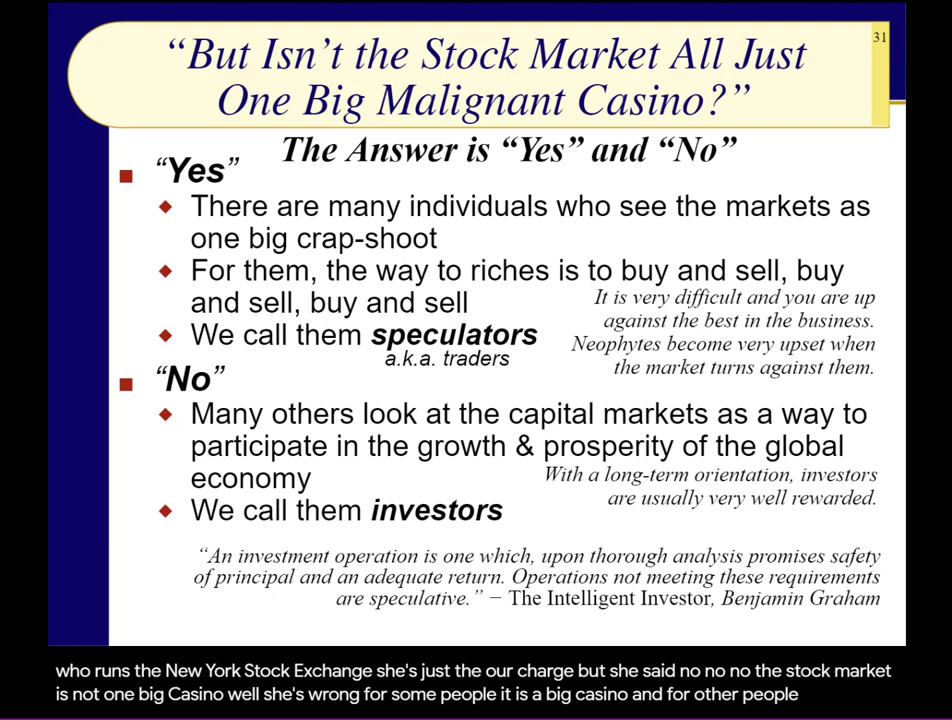 31
“But Isn’t the Stock Market All Just
One Big Malignant Casino?”
The Answer is “Yes” and “No”
“Yes”
There are many individuals who see the markets as
one big crap-shoot
For them, the way to riches is to buy and sell, buy
and sell, buy and sell
It is very difficult and you are up
against the best in the business.
Neophytes become very upset when
the market turns against them.
We call them speculators
a.k.a. traders
“No”
Many others look at the capital markets as a way to
participate in the growth & prosperity of the global
economy
With a long-term orientation, investors
are usually very well rewarded.
We call them investors
“An investment operation is one which, upon thorough analysis promises safety
of principal and an adequate return. Operations not meeting these requirements
are speculative.” – The Intelligent Investor, Benjamin Graham
who runs the New York Stock Exchange she's just the our charge but she said no no no the stock market
is not one big Casino well she's wrong for some people it is a big casino and for other people